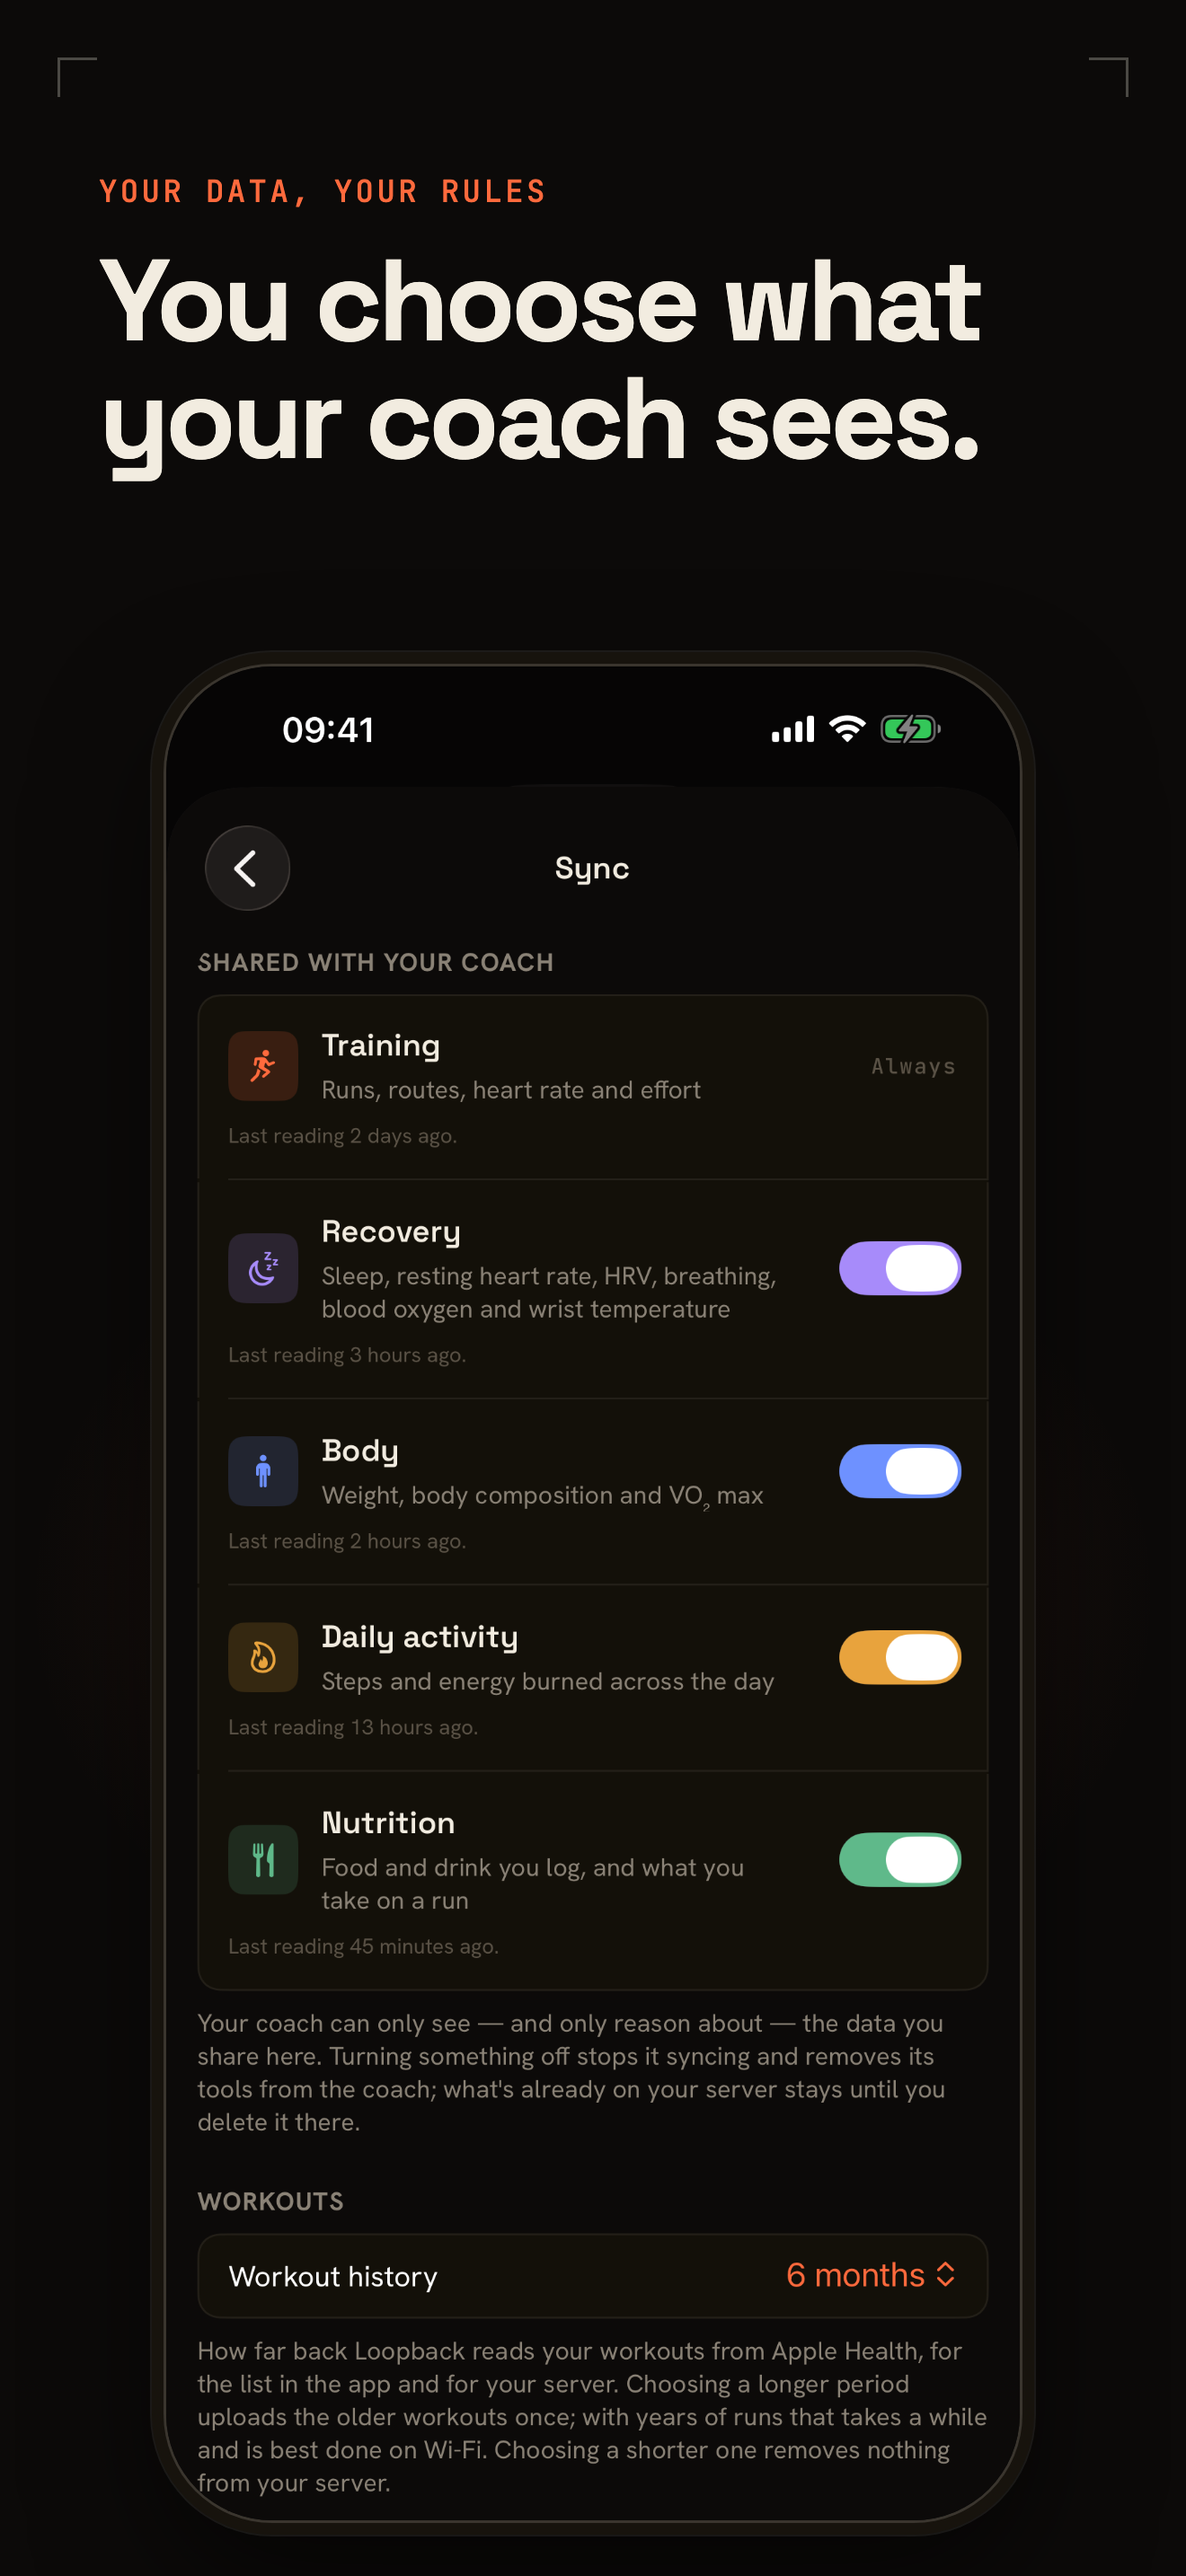 YOUR DATA, YOUR RULES
You choose what
your coach sees.
09:41
Sync
SHARED WITH YOUR COACH
Training
Always
Runs, routes, heart rate and effort
Last reading 2 days ago.
Recovery
Sleep, resting heart rate, HRV, breathing,
blood oxygen and wrist temperature
Last reading 3 hours ago.
Body
Weight, body composition and VO₂ max
Last reading 2 hours ago.
Daily activity
Steps and energy burned across the day
Last reading 13 hours ago.
Nutrition
Food and drink you log, and what you
take on a run
Last reading 45 minutes ago.
Your coach can only see — and only reason about — the data you
share here. Turning something off stops it syncing and removes its
tools from the coach; what's already on your server stays until you
delete it there.
WORKOUTS
Workout history 6 months
How far back Loopback reads your workouts from Apple Health, for
the list in the app and for your server. Choosing a longer period
uploads the older workouts once; with years of runs that takes a while
and is best done on Wi-Fi. Choosing a shorter one removes nothing
from your server.